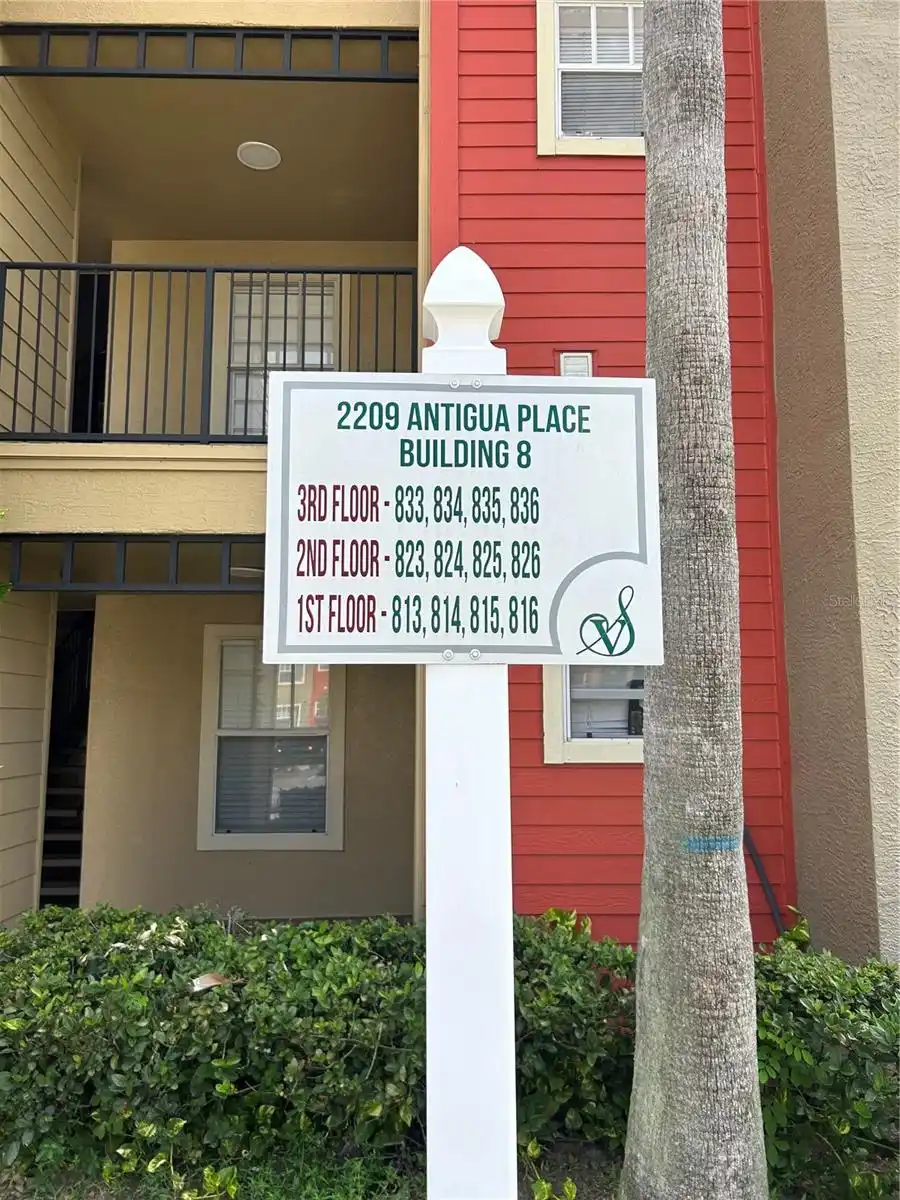 2209 ANTIGUA PLACE
BUILDING 8
3RD FLOOR - 833, 834, 835, 836
2ND FLOOR - 823, 824, 825, 826
1ST FLOOR - 813, 814, 815, 816
VS